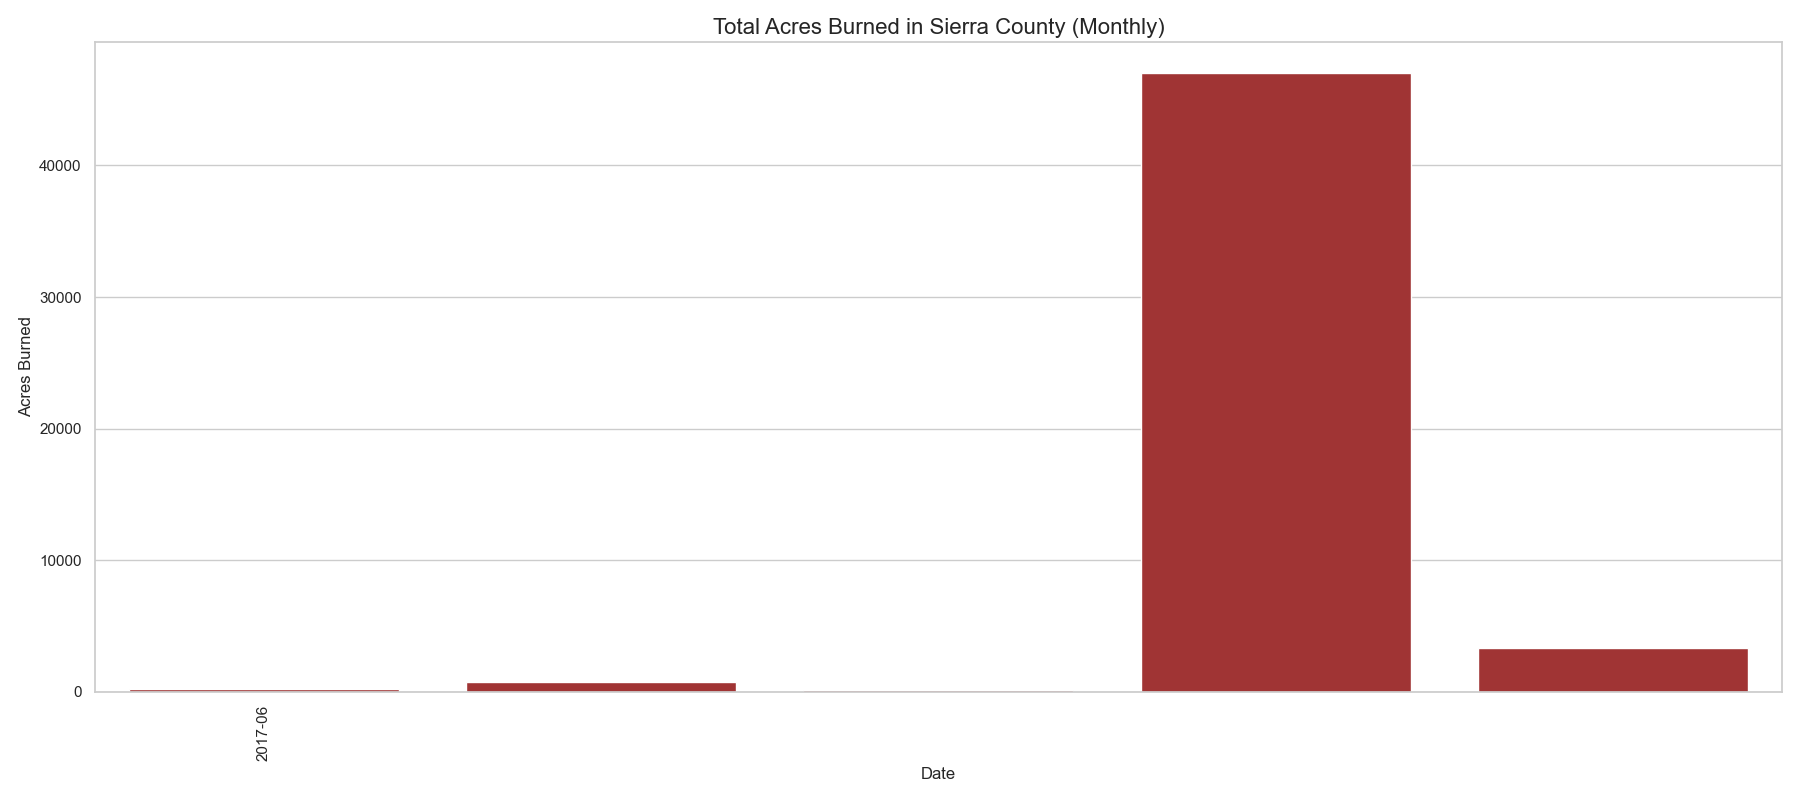 Total Acres Burned in Sierra County (Monthly)
40000
30000
20000
10000
0
Acres Burned
2017-06
Date